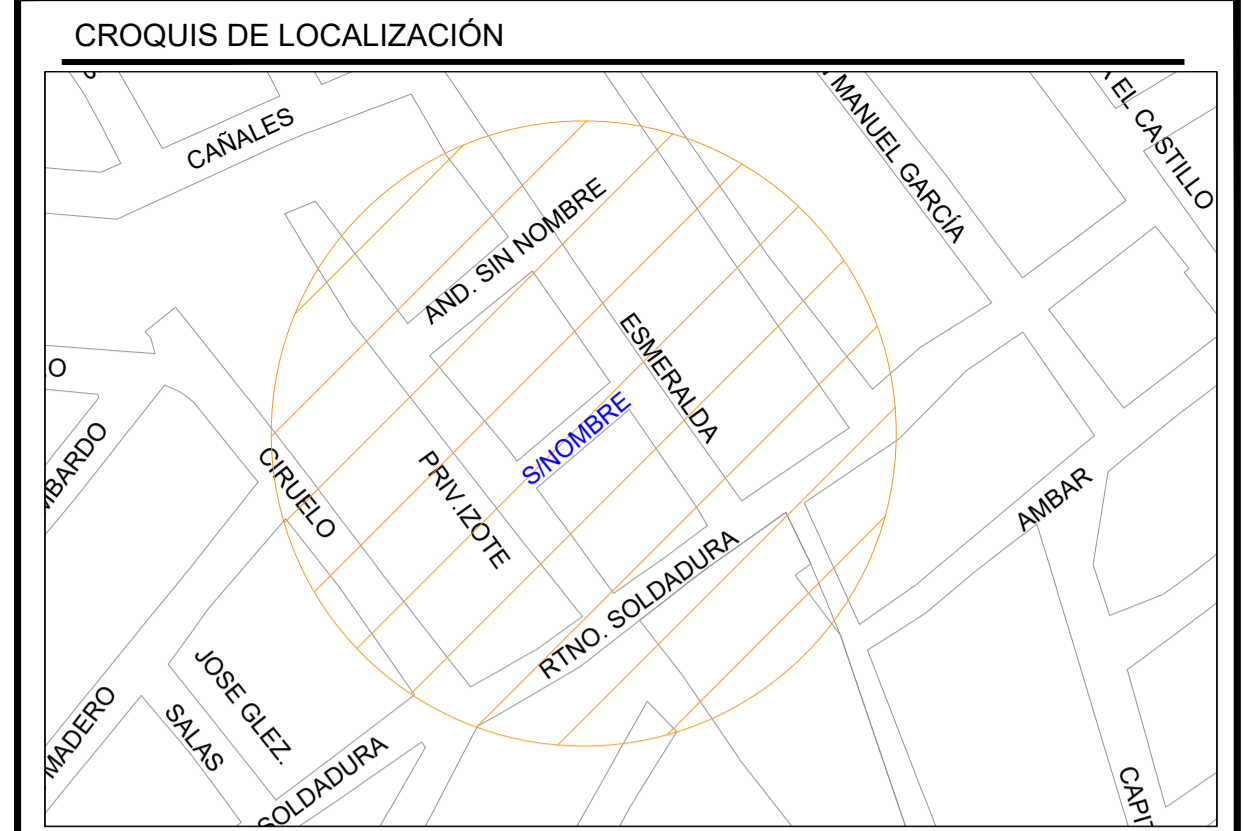 CROQUIS DE LOCALIZACIÓN
CAÑALES
MANUEL GARCÍA
EL CASTILLO
AND. SIN NOMBRE
ESMERALDA
S/NOMBRE
CIRUELO
PRIV.IZOTE
AMBAR
RTNO. SOLDADURA
JOSE GLEZ.
SALAS
MADERO
SOLDADURA